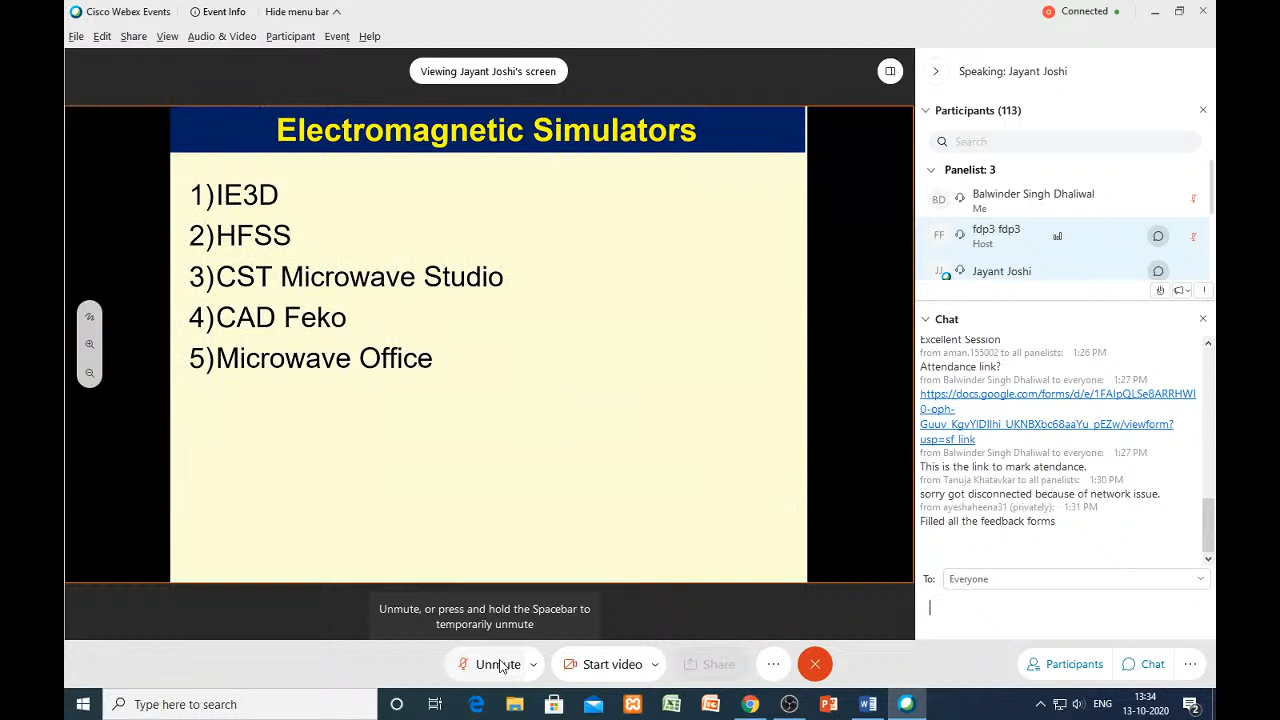 Cisco Webex Events
Event Info
Hide menu bar
Connected
File Edit Share View Audio & Video Participant Event Help
Viewing Jayant Joshi's screen
Electromagnetic Simulators
1)IE3D
2)HFSS
3)CST Microwave Studio
4)CAD Feko
5)Microwave Office
Unmute, or press and hold the Spacebar to
temporarily unmute
Unmute
Start video
Share
Speaking: Jayant Joshi
Participants (113)
Search
Panelist: 3
BD
Balwinder Singh Dhaliwal
Me
FF
fdp3 fdp3
Host
JJ
Jayant Joshi
Chat
Excellent Session
from aman.155002 to all panelists: 1:26 PM
Attendance link?
from Balwinder Singh Dhaliwal to everyone: 1:27 PM
https://docs.google.com/forms/d/e/1FAIpQLSe8ARRHWl
0-oph-
Guuv_KgvYlDIlhi_UKNBXbc68aaYu_pEZw/viewform?
usp=sf_link
from Balwinder Singh Dhaliwal to everyone: 1:27 PM
This is the link to mark atendance.
from Tanuja Khatavkar to all panelists: 1:30 PM
sorry got disconnected because of network issue.
from ayeshaheena31 (privately): 1:31 PM
Filled all the feedback forms
To: Everyone
Participants
Chat
Type here to search
ENG
13:34
13-10-2020
2